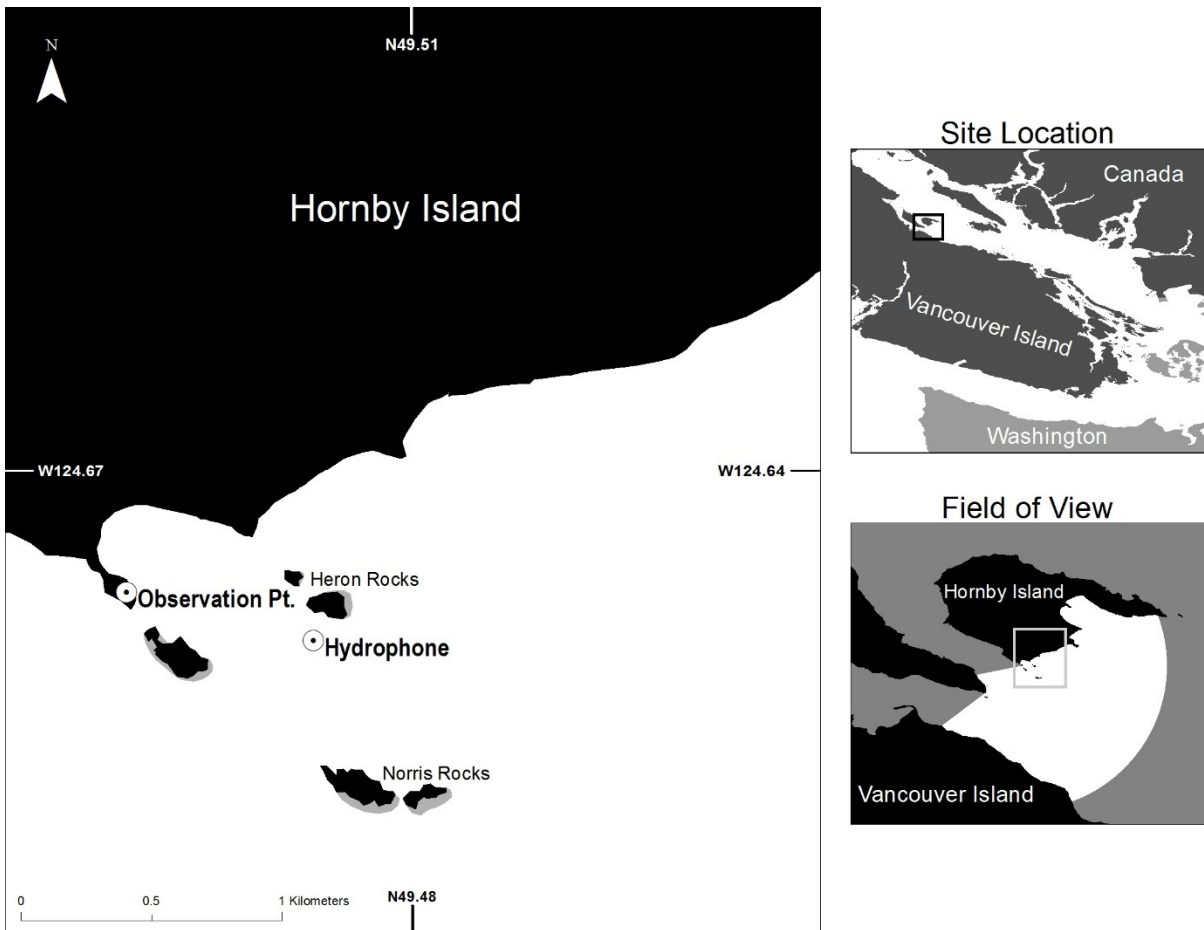 N
N49.51
Hornby Island
W124.67
W124.64
Heron Rocks
Observation Pt.
Hydrophone
Norris Rocks
0
0.5
1 Kilometers
N49.48
Site Location
Canada
Vancouver Island
Washington
Field of View
Hornby Island
Vancouver Island